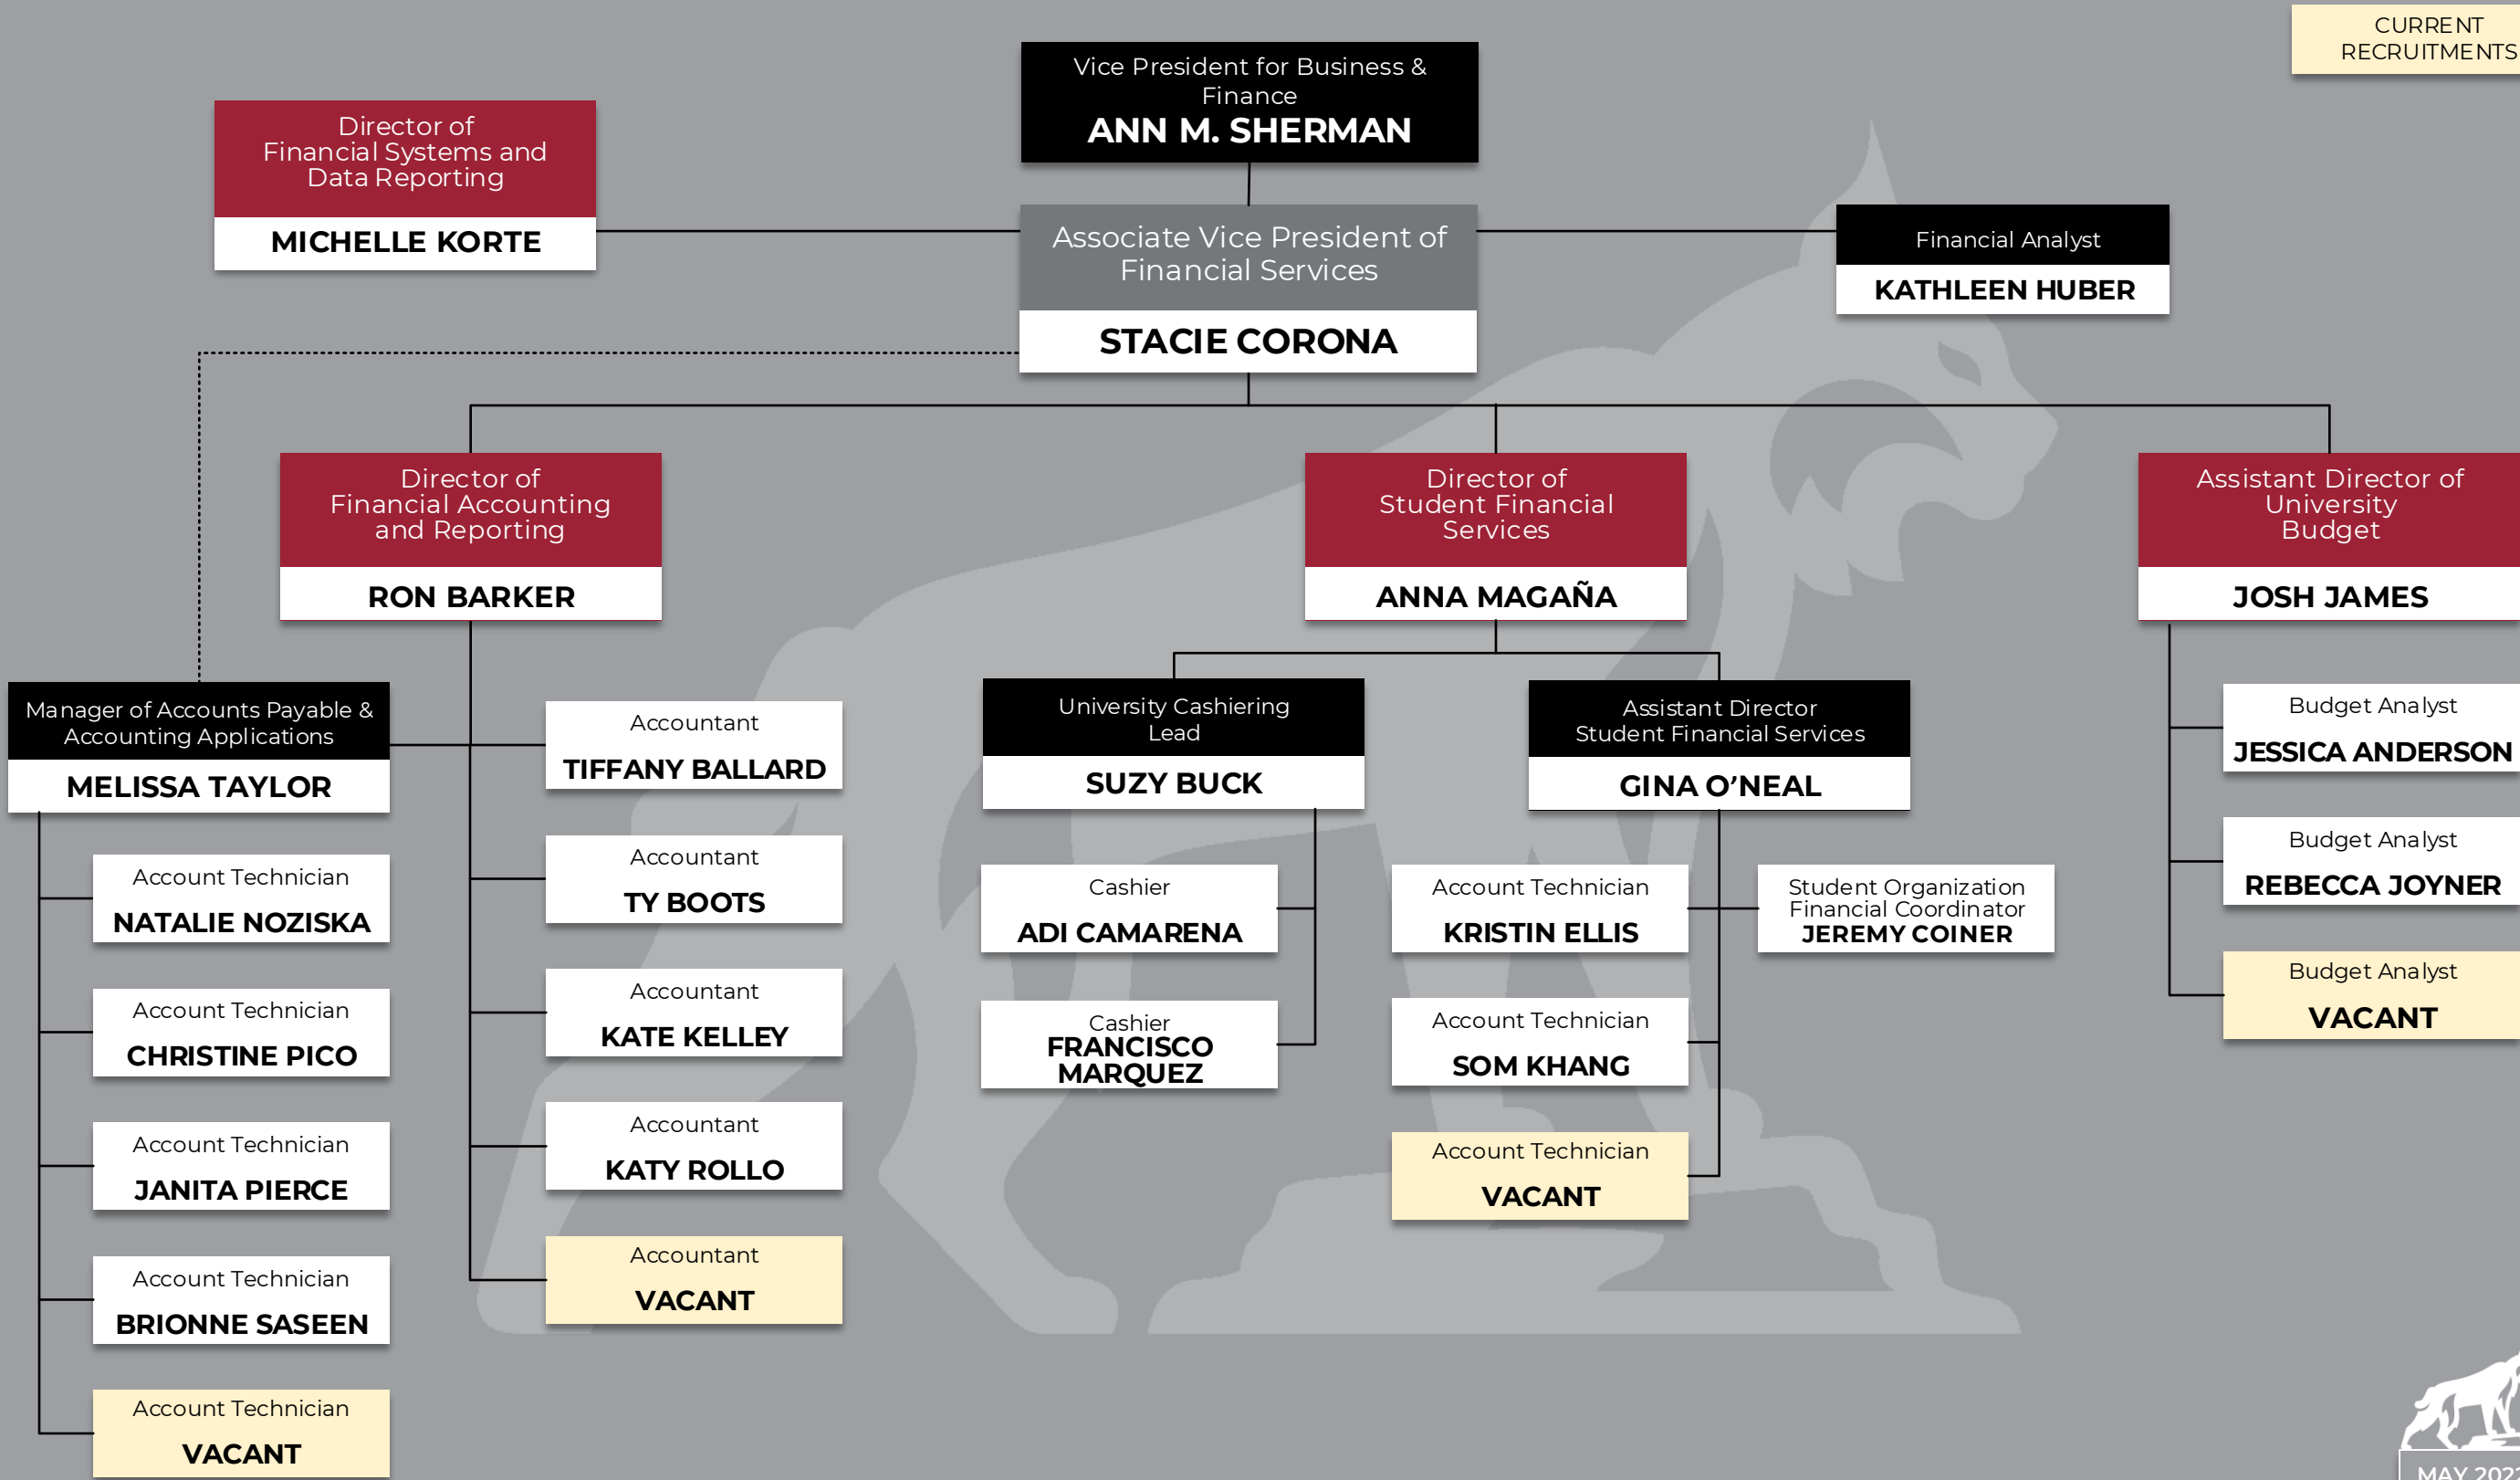 CURRENT
RECRUITMENTS
Vice President for Business &
Finance
ANN M. SHERMAN
Director of
Financial Systems and
Data Reporting
MICHELLE KORTE
Associate Vice President of
Financial Services
STACIE CORONA
Financial Analyst
KATHLEEN HUBER
Director of
Financial Accounting
and Reporting
RON BARKER
Director of
Student Financial
Services
ANNA MAGAÑA
Assistant Director of
University
Budget
JOSH JAMES
Manager of Accounts Payable &
Accounting Applications
MELISSA TAYLOR
Account Technician
NATALIE NOZISKA
Account Technician
CHRISTINE PICO
Account Technician
JANITA PIERCE
Account Technician
BRIONNE SASEEN
Account Technician
VACANT
Accountant
TIFFANY BALLARD
Accountant
TY BOOTS
Accountant
KATE KELLEY
Accountant
KATY ROLLO
Accountant
VACANT
University Cashiering
Lead
SUZY BUCK
Cashier
ADI CAMARENA
Cashier
FRANCISCO
MARQUEZ
Assistant Director
Student Financial Services
GINA O’NEAL
Account Technician
KRISTIN ELLIS
Account Technician
SOM KHANG
Account Technician
VACANT
Student Organization
Financial Coordinator
JEREMY COINER
Budget Analyst
JESSICA ANDERSON
Budget Analyst
REBECCA JOYNER
Budget Analyst
VACANT
MAY